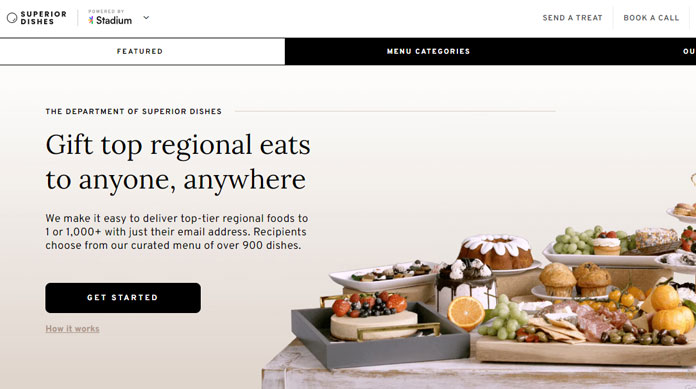 SUPERIOR
DISHES
POWERED BY
Stadium
SEND A TREAT
BOOK A CALL
FEATURED
MENU CATEGORIES
OU
THE DEPARTMENT OF SUPERIOR DISHES
Gift top regional eats
to anyone, anywhere
We make it easy to deliver top-tier regional foods to
1 or 1,000+ with just their email address. Recipients
choose from our curated menu of over 900 dishes.
GET STARTED
How it works